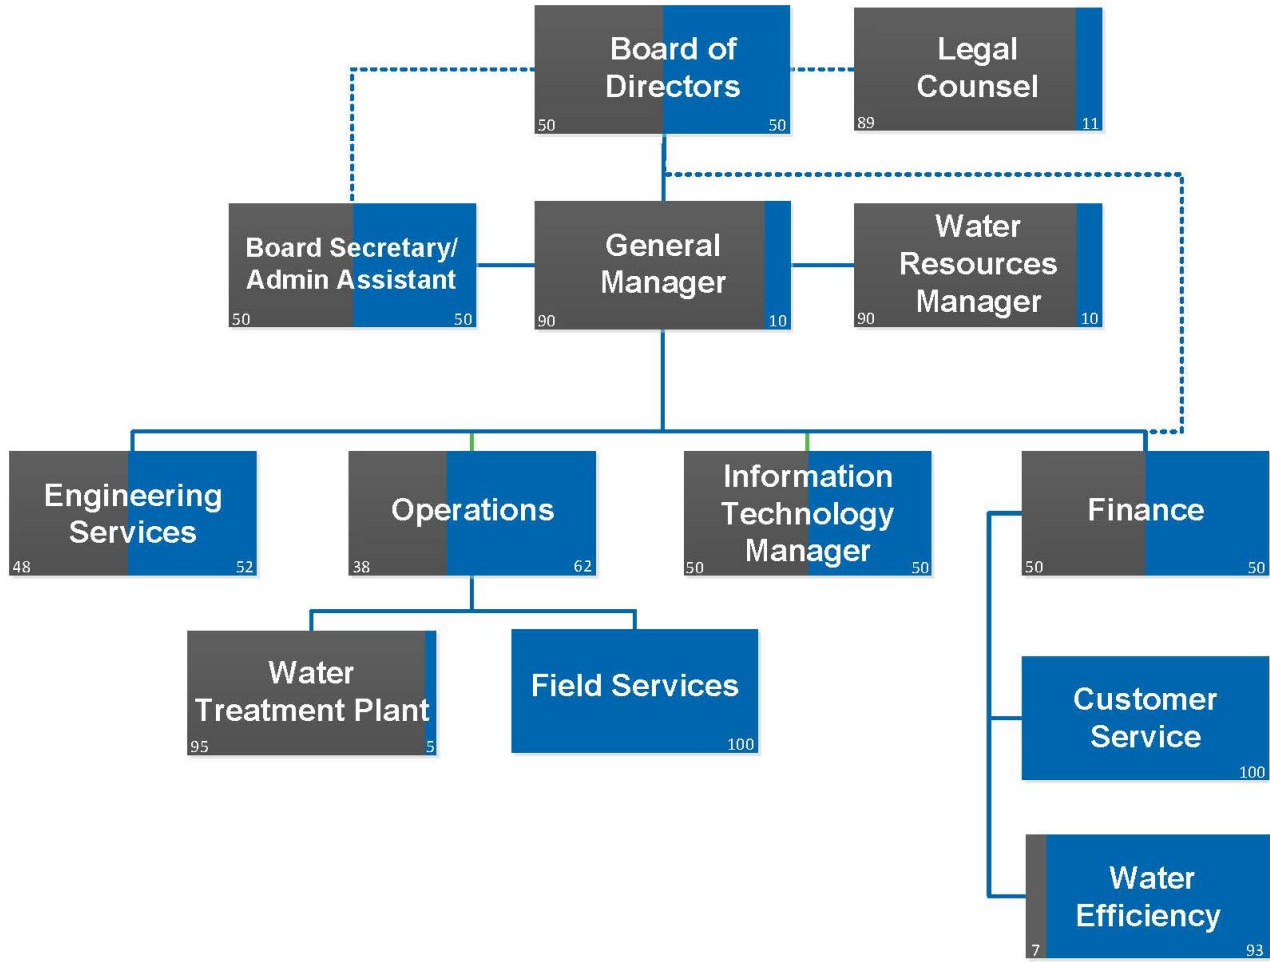 Board of
Directors
50
50
Legal
Counsel
89
11
Board Secretary/
Admin Assistant
50
50
General
Manager
90
10
Water
Resources
Manager
90
10
Engineering
Services
48
52
Operations
38
62
Information
Technology
Manager
50
50
Finance
50
50
Water
Treatment Plant
95
5
Field Services
100
Customer
Service
100
Water
Efficiency
7
93